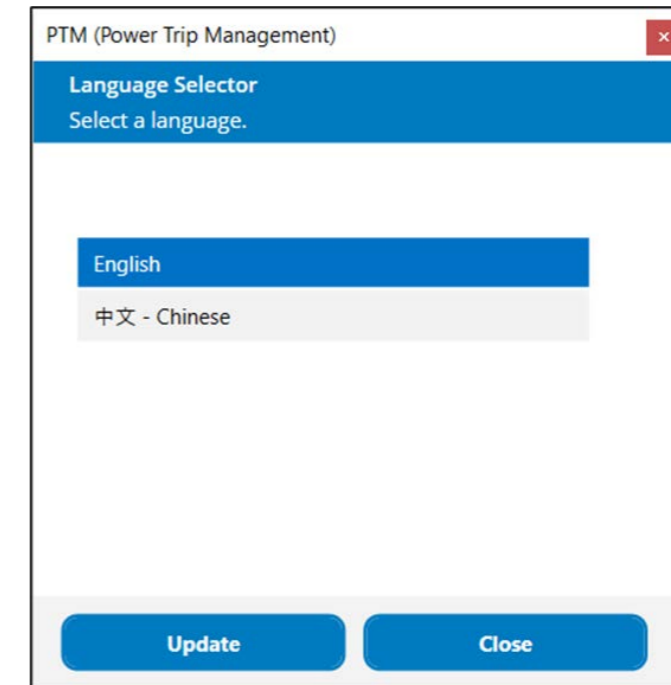 PTM (Power Trip Management)
Language Selector
Select a language.
English
中文 - Chinese
Update
Close